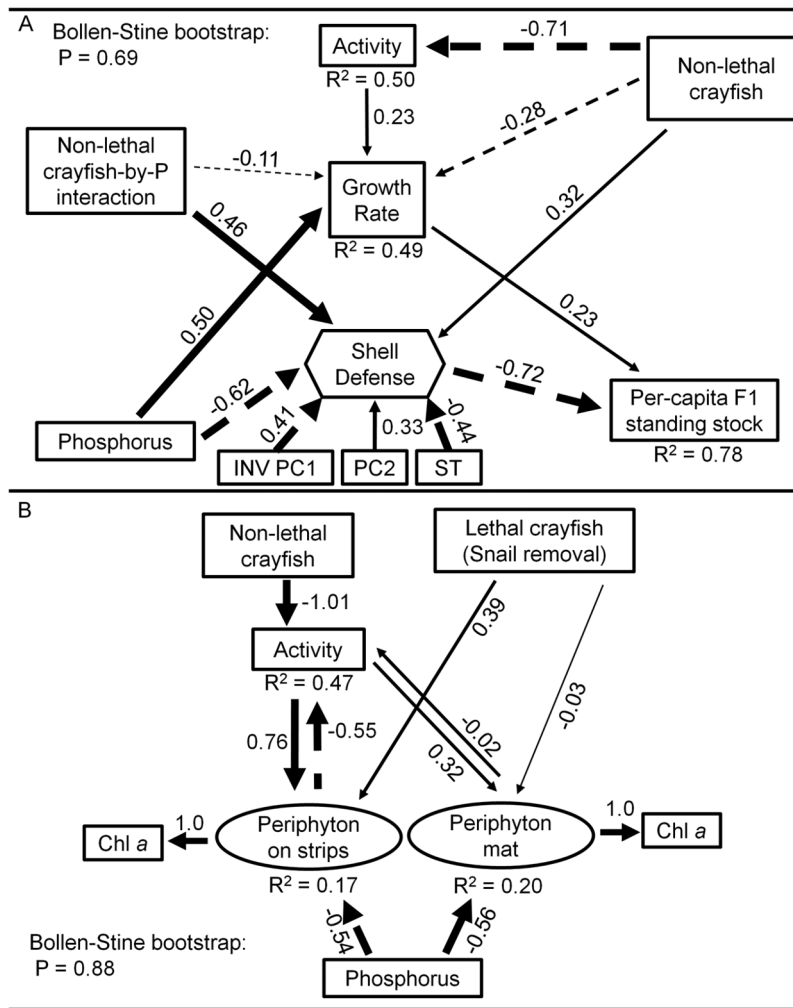 A
Bollen-Stine bootstrap:
P = 0.69
Activity
R² = 0.50
-0.71
Non-lethal
crayfish
0.23
-0.28
Non-lethal
crayfish-by-P
interaction
-0.11
Growth
Rate
R² = 0.49
0.46
0.32
0.50
0.23
Shell
Defense
-0.62
-0.72
Per-capita F1
standing stock
R² = 0.78
Phosphorus
0.41
0.33
-0.44
INV PC1
PC2
ST
B
Non-lethal
crayfish
Lethal crayfish
(Snail removal)
-1.01
0.39
Activity
R² = 0.47
-0.03
0.76
-0.55
-0.02
0.32
Chl a
1.0
Periphyton
on strips
R² = 0.17
Periphyton
mat
R² = 0.20
1.0
Chl a
-0.54
-0.56
Bollen-Stine bootstrap:
P = 0.88
Phosphorus